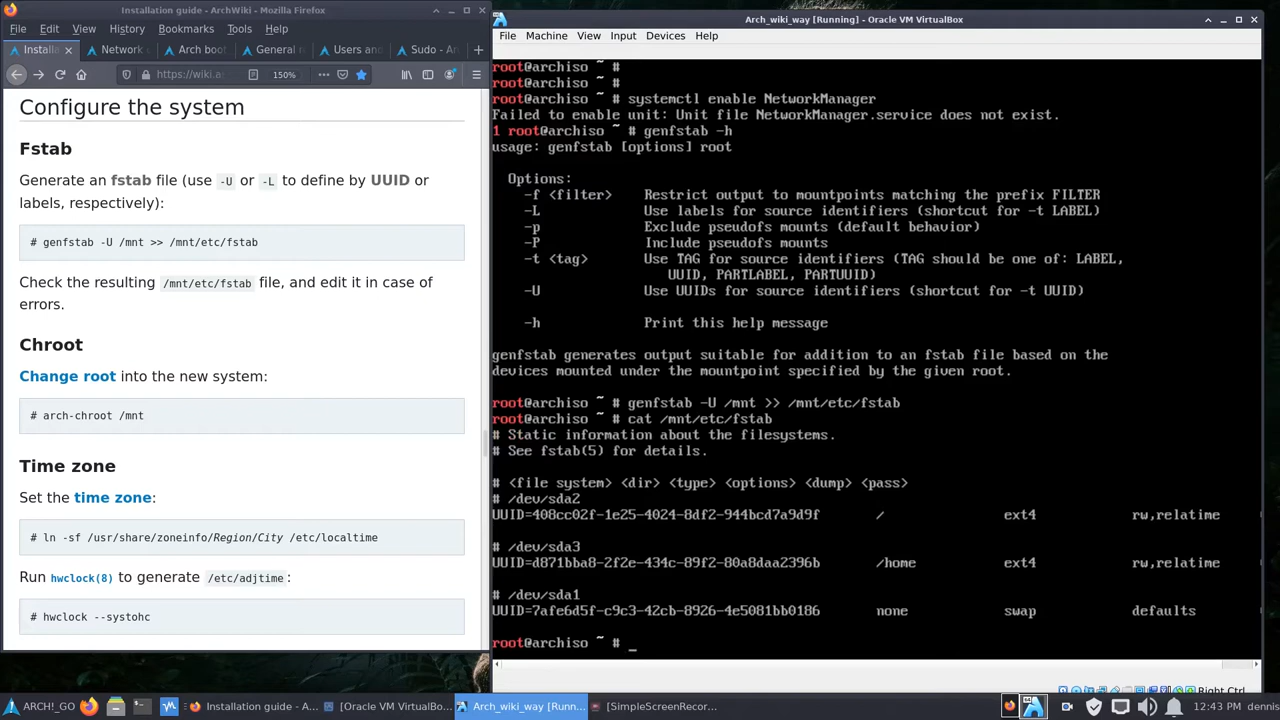 Installation guide - ArchWiki - Mozilla Firefox
File Edit View History Bookmarks Tools Help
Installa Network Arch boot General r Users and Sudo - Ar
https://wiki.a 150%
Configure the system
Fstab
Generate an fstab file (use -U or -L to define by UUID or
labels, respectively):
# genfstab -U /mnt >> /mnt/etc/fstab
Check the resulting /mnt/etc/fstab file, and edit it in case of
errors.
Chroot
Change root into the new system:
# arch-chroot /mnt
Time zone
Set the time zone:
# ln -sf /usr/share/zoneinfo/Region/City /etc/localtime
Run hwclock(8) to generate /etc/adjtime:
# hwclock --systohc
Arch_wiki_way [Running] - Oracle VM VirtualBox
File Machine View Input Devices Help
root@archiso ~ #
root@archiso ~ #
root@archiso ~ # systemctl enable NetworkManager
Failed to enable unit: Unit file NetworkManager.service does not exist.
1 root@archiso ~ # genfstab -h
usage: genfstab [options] root
Options:
-f <filter> Restrict output to mountpoints matching the prefix FILTER
-L Use labels for source identifiers (shortcut for -t LABEL)
-p Exclude pseudofs mounts (default behavior)
-P Include pseudofs mounts
-t <tag> Use TAG for source identifiers (TAG should be one of: LABEL,
UUID, PARTLABEL, PARTUUID)
-U Use UUIDs for source identifiers (shortcut for -t UUID)
-h Print this help message
genfstab generates output suitable for addition to an fstab file based on the
devices mounted under the mountpoint specified by the given root.
root@archiso ~ # genfstab -U /mnt >> /mnt/etc/fstab
root@archiso ~ # cat /mnt/etc/fstab
# Static information about the filesystems.
# See fstab(5) for details.
# <file system> <dir> <type> <options> <dump> <pass>
# /dev/sda2
UUID=408cc02f-1e25-4024-8df2-944bcd7a9d9f / ext4 rw,relatime
# /dev/sda3
UUID=d871bba8-2f2e-434c-89f2-80a8daa2396b /home ext4 rw,relatime
# /dev/sda1
UUID=7afe6d5f-c9c3-42cb-8926-4e5081bb0186 none swap defaults
root@archiso ~ # _
Right Ctrl
ARCH!_GO Installation guide - A... [Oracle VM VirtualBo... Arch_wiki_way [Runn... [SimpleScreenRecor... 12:43 PM dennis